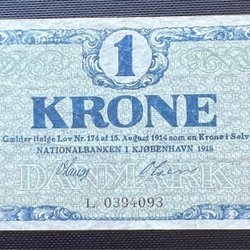 1
KRONE
Gælder ifølge Lov Nr. 174 af 15. August 1914 som en Krone i Sølv
NATIONALBANKEN I KJØBENHAVN 1918
DANMARK
L 0394093